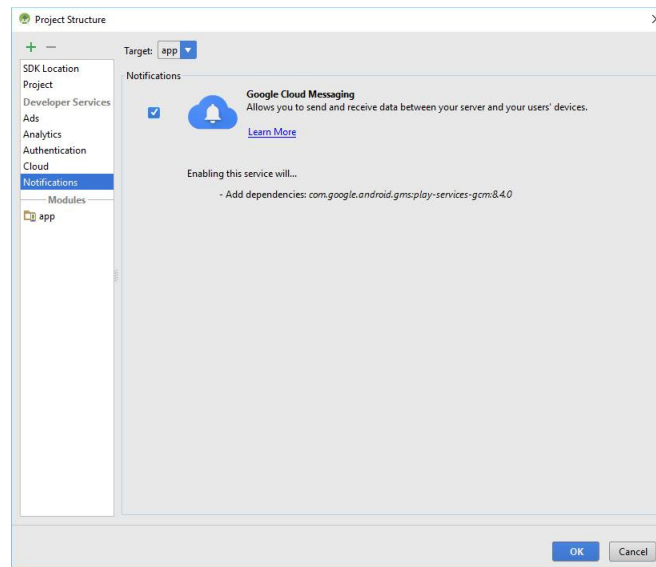 Project Structure
Target: app
SDK Location
Project
Developer Services
Ads
Analytics
Authentication
Cloud
Notifications
Modules
app
Notifications
Google Cloud Messaging
Allows you to send and receive data between your server and your users' devices.
Learn More
Enabling this service will...
- Add dependencies: com.google.android.gms:play-services-gcm:8.4.0
OK Cancel